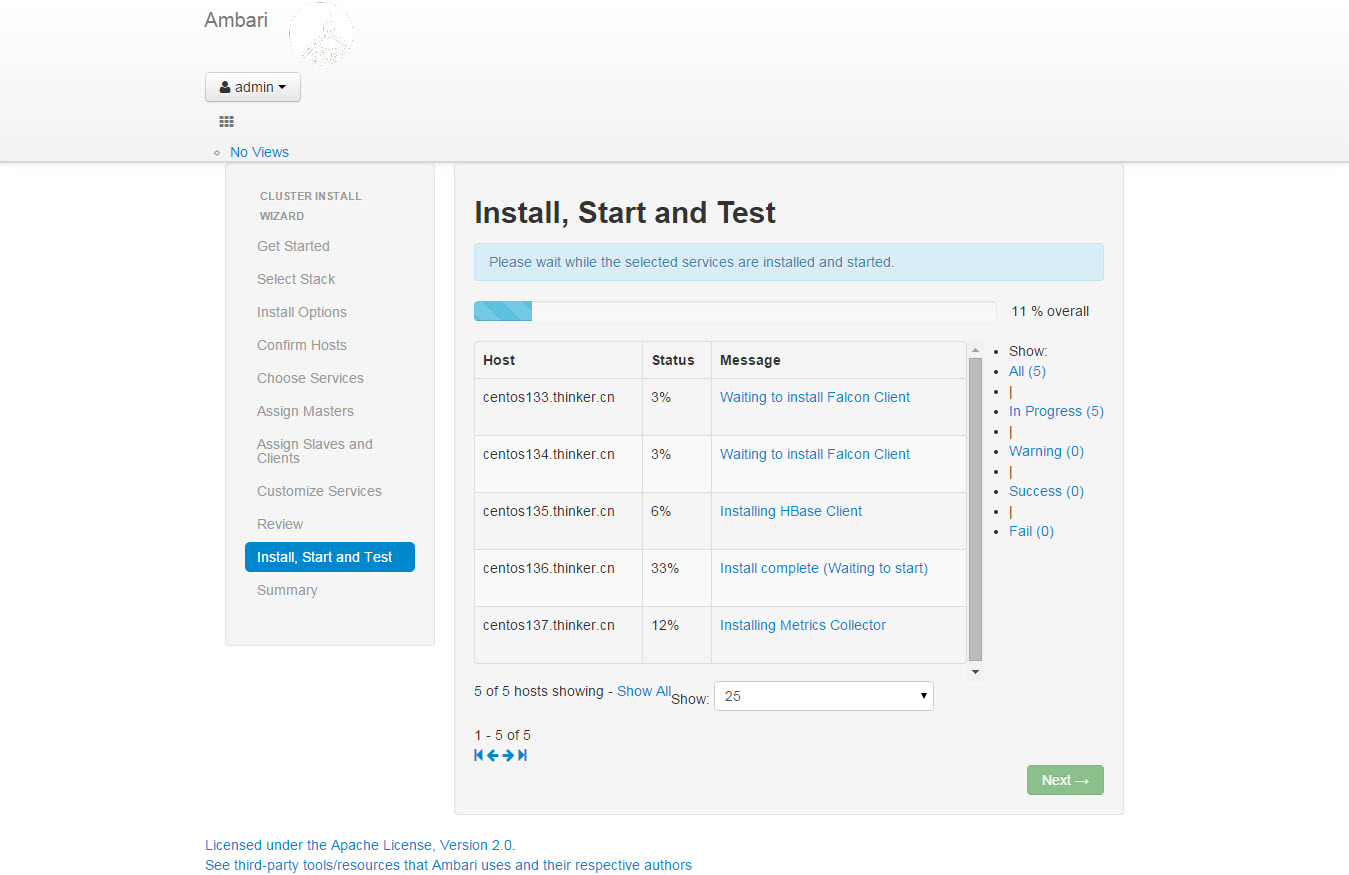 Ambari
admin
No Views
CLUSTER INSTALL
WIZARD
Get Started
Select Stack
Install Options
Confirm Hosts
Choose Services
Assign Masters
Assign Slaves and
Clients
Customize Services
Review
Install, Start and Test
Summary
Install, Start and Test
Please wait while the selected services are installed and started.
11 % overall
Host Status Message
centos133.thinker.cn 3% Waiting to install Falcon Client
centos134.thinker.cn 3% Waiting to install Falcon Client
centos135.thinker.cn 6% Installing HBase Client
centos136.thinker.cn 33% Install complete (Waiting to start)
centos137.thinker.cn 12% Installing Metrics Collector
Show:
All (5)
|
In Progress (5)
|
Warning (0)
|
Success (0)
|
Fail (0)
5 of 5 hosts showing - Show All Show: 25
1 - 5 of 5
Next →
Licensed under the Apache License, Version 2.0.
See third-party tools/resources that Ambari uses and their respective authors